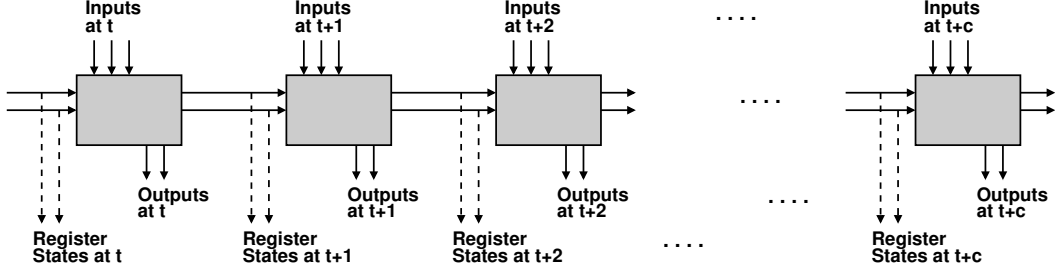 Inputs
at t
Inputs
at t+1
Inputs
at t+2
. . . .
Inputs
at t+c
. . . .
Outputs
at t
Outputs
at t+1
Outputs
at t+2
. . . .
Outputs
at t+c
Register
States at t
Register
States at t+1
Register
States at t+2
. . . .
Register
States at t+c